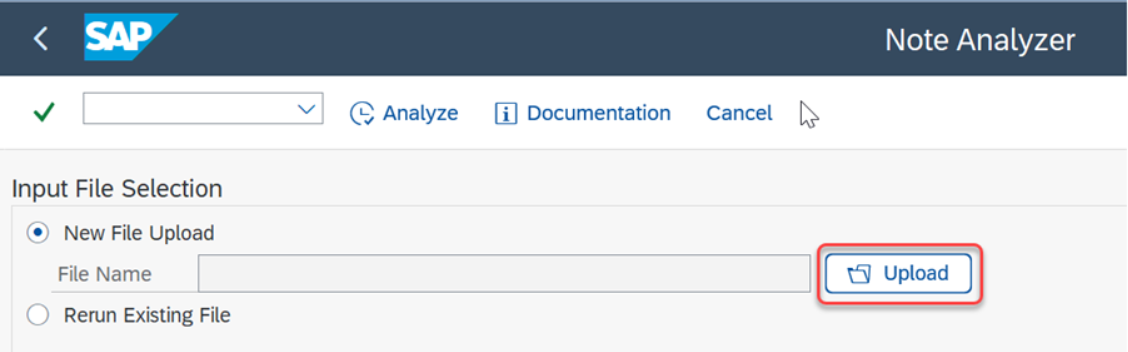 SAP Note Analyzer
Analyze Documentation Cancel
Input File Selection
New File Upload
File Name Upload
Rerun Existing File